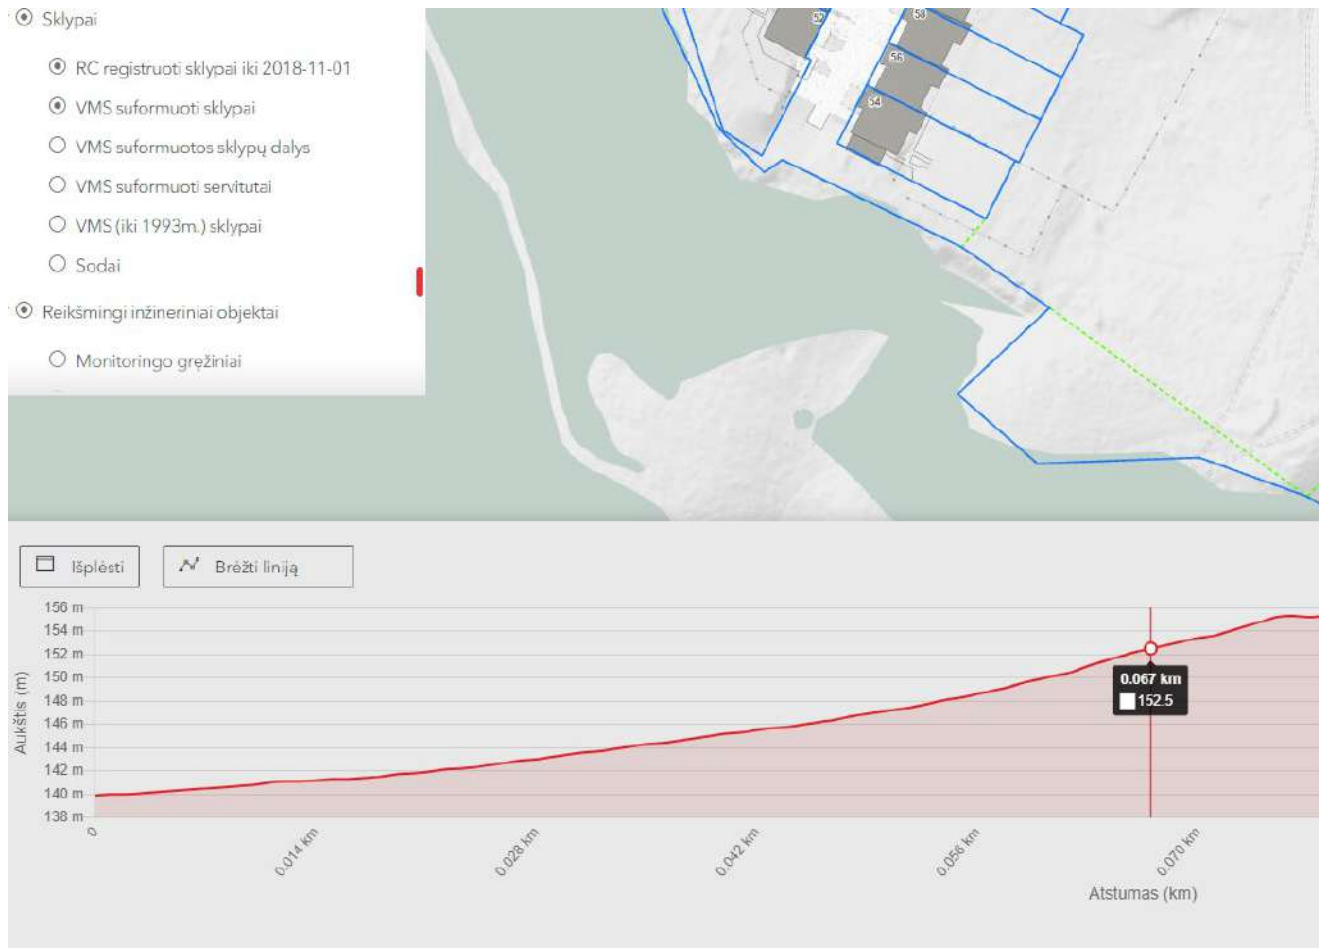 Sklypai
RC registruoti sklypai iki 2018-11-01
VMS suformuoti sklypai
VMS suformuotos sklypų dalys
VMS suformuoti servitutai
VMS (iki 1993m.) sklypai
Sodai
Reikšmingi inžineriniai objektai
Monitoringo gręžiniai
52
58
56
54
Išplėsti
Brėžti liniją
Aukštis (m)
156 m
154 m
152 m
150 m
148 m
146 m
144 m
142 m
140 m
138 m
0.067 km
152.5
0
0.014 km
0.028 km
0.042 km
0.056 km
0.070 km
Atstumas (km)